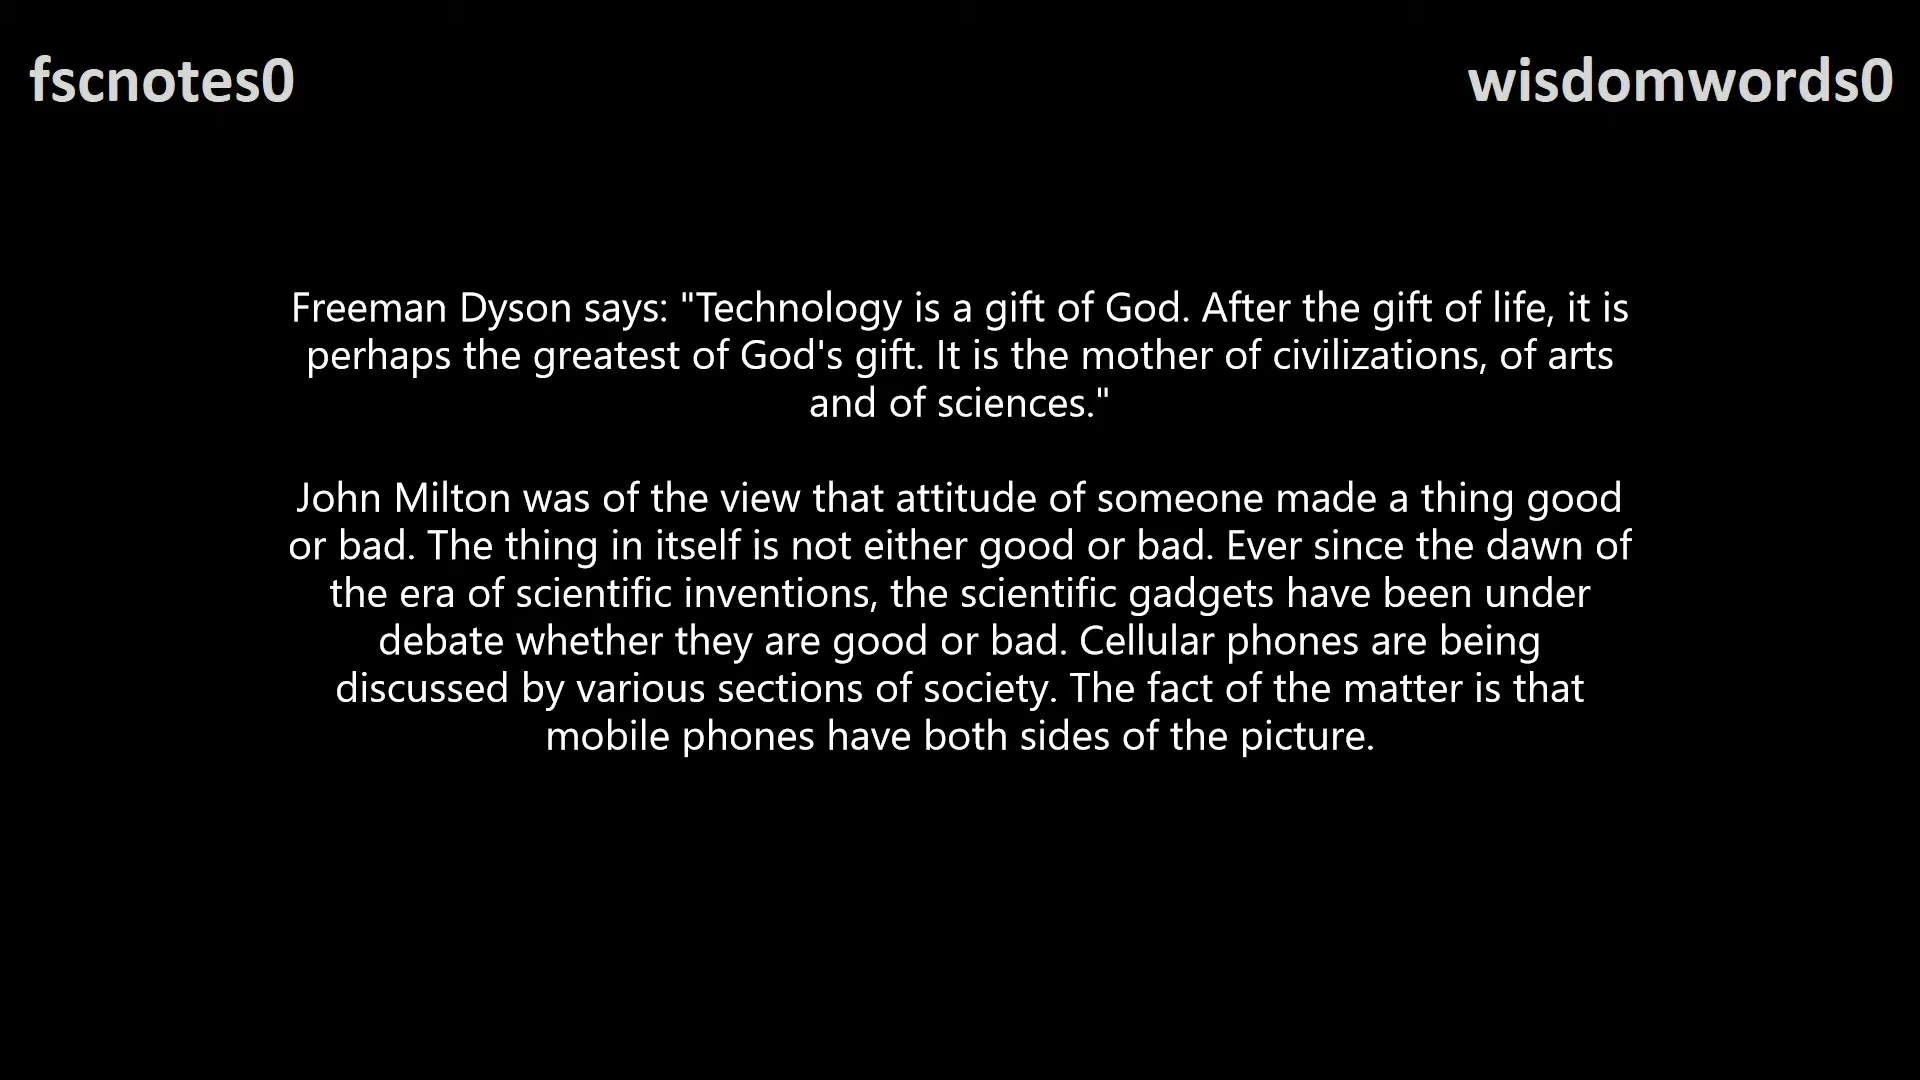 fscnotes0
wisdomwords0
Freeman Dyson says: "Technology is a gift of God. After the gift of life, it is
perhaps the greatest of God's gift. It is the mother of civilizations, of arts
and of sciences."
John Milton was of the view that attitude of someone made a thing good
or bad. The thing in itself is not either good or bad. Ever since the dawn of
the era of scientific inventions, the scientific gadgets have been under
debate whether they are good or bad. Cellular phones are being
discussed by various sections of society. The fact of the matter is that
mobile phones have both sides of the picture.